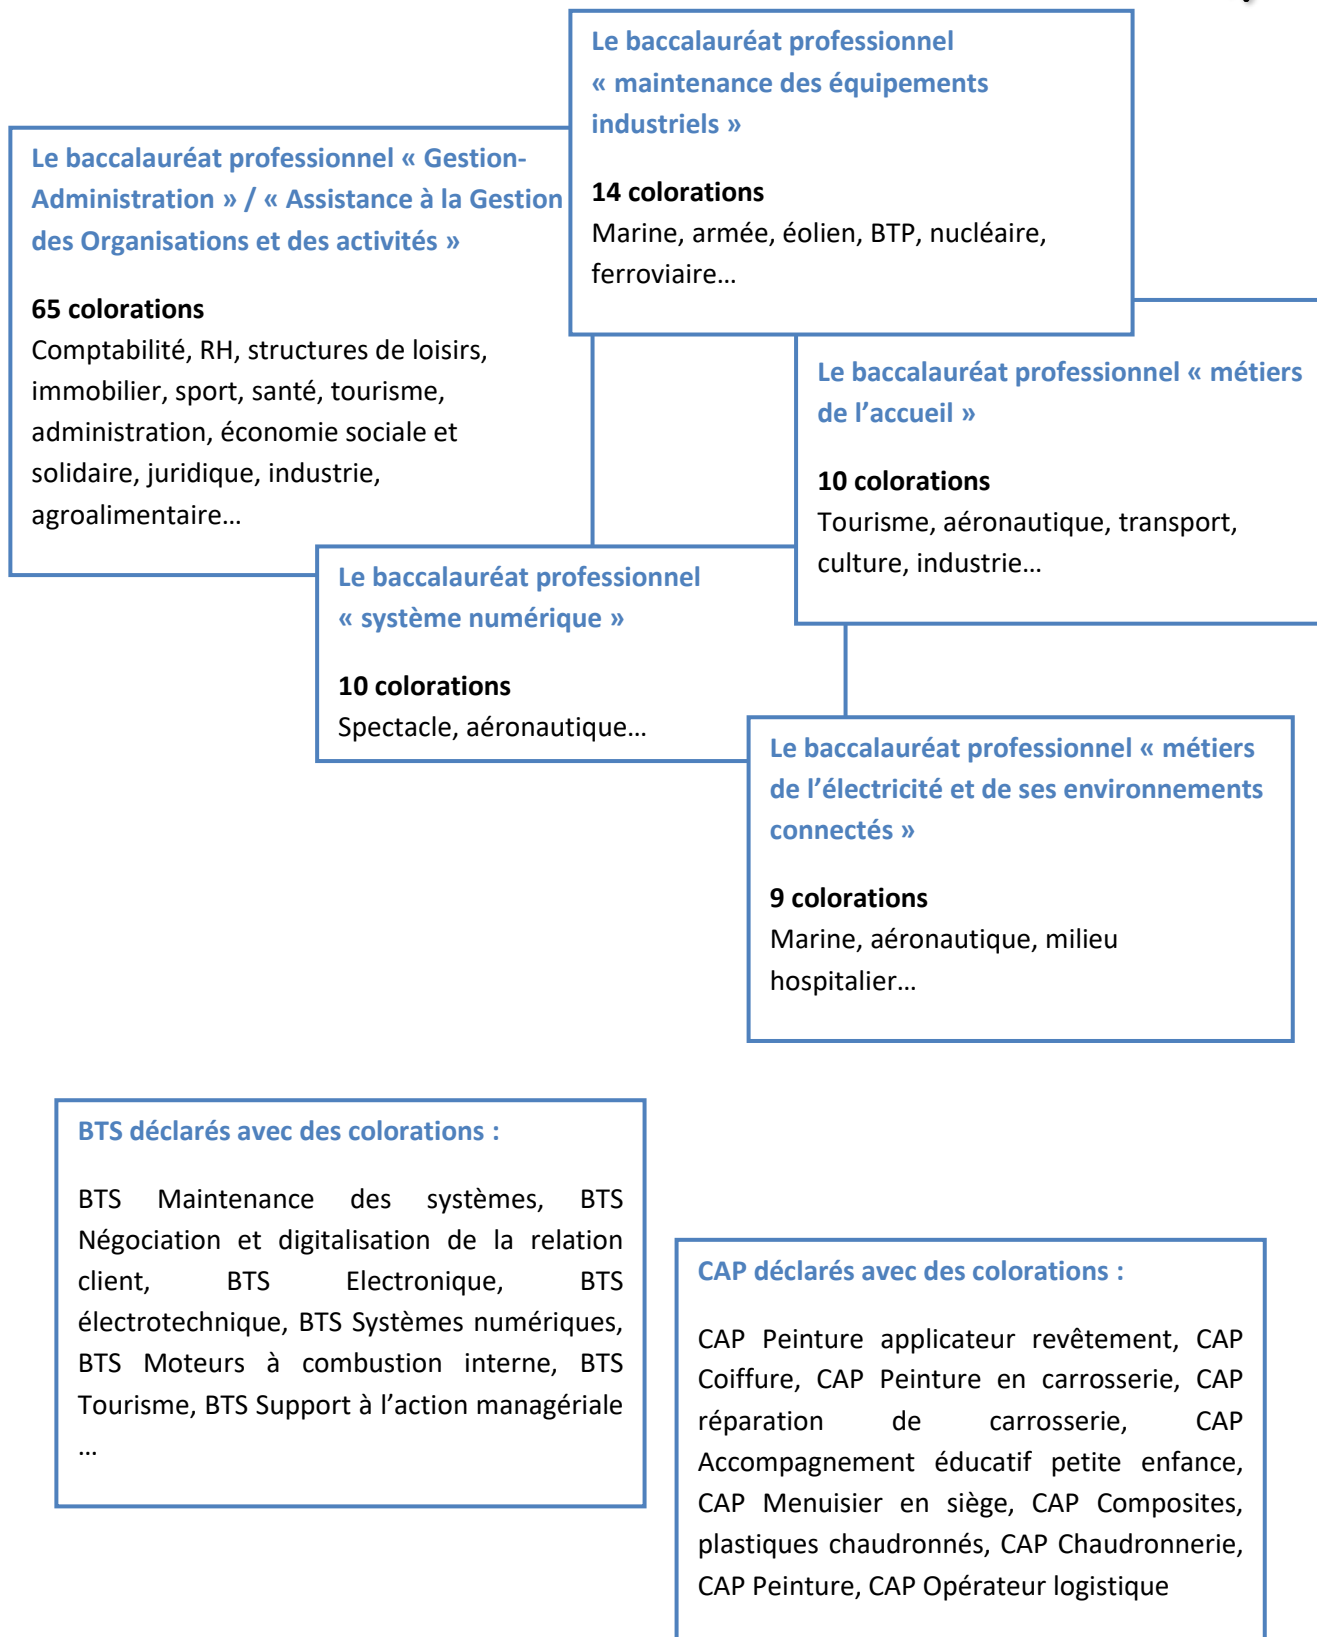 Le baccalauréat professionnel
« maintenance des équipements
industriels »
14 colorations
Marine, armée, éolien, BTP, nucléaire,
ferroviaire…
Le baccalauréat professionnel « Gestion-
Administration » / « Assistance à la Gestion
des Organisations et des activités »
65 colorations
Comptabilité, RH, structures de loisirs,
immobilier, sport, santé, tourisme,
administration, économie sociale et
solidaire, juridique, industrie,
agroalimentaire…
Le baccalauréat professionnel « métiers
de l’accueil »
10 colorations
Tourisme, aéronautique, transport,
culture, industrie…
Le baccalauréat professionnel
« système numérique »
10 colorations
Spectacle, aéronautique…
Le baccalauréat professionnel « métiers
de l’électricité et de ses environnements
connectés »
9 colorations
Marine, aéronautique, milieu
hospitalier…
BTS déclarés avec des colorations :
BTS Maintenance des systèmes, BTS
Négociation et digitalisation de la relation
client, BTS Electronique, BTS
électrotechnique, BTS Systèmes numériques,
BTS Moteurs à combustion interne, BTS
Tourisme, BTS Support à l’action managériale
…
CAP déclarés avec des colorations :
CAP Peinture applicateur revêtement, CAP
Coiffure, CAP Peinture en carrosserie, CAP
réparation de carrosserie, CAP
Accompagnement éducatif petite enfance,
CAP Menuisier en siège, CAP Composites,
plastiques chaudronnés, CAP Chaudronnerie,
CAP Peinture, CAP Opérateur logistique